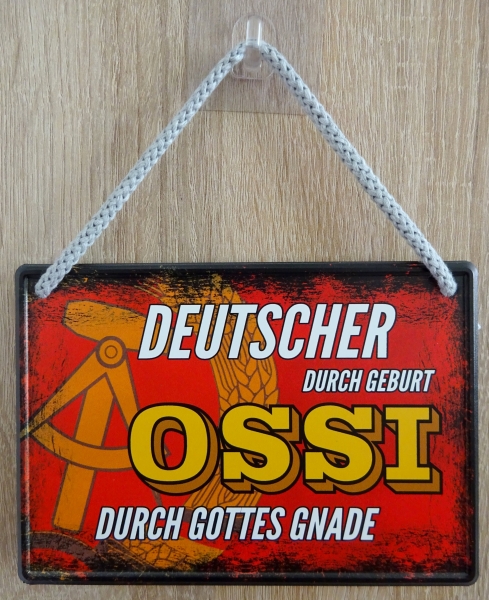 DEUTSCHER
DURCH GEBURT
OSSI
DURCH GOTTES GNADE